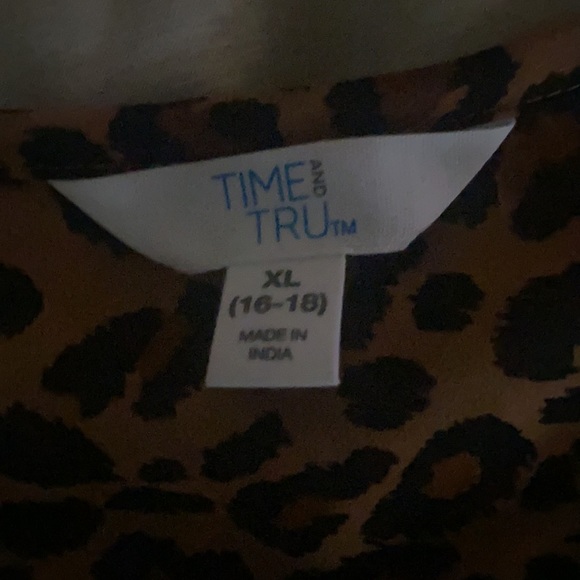 TIME AND
TRU™
XL
(16-18)
MADE IN
INDIA